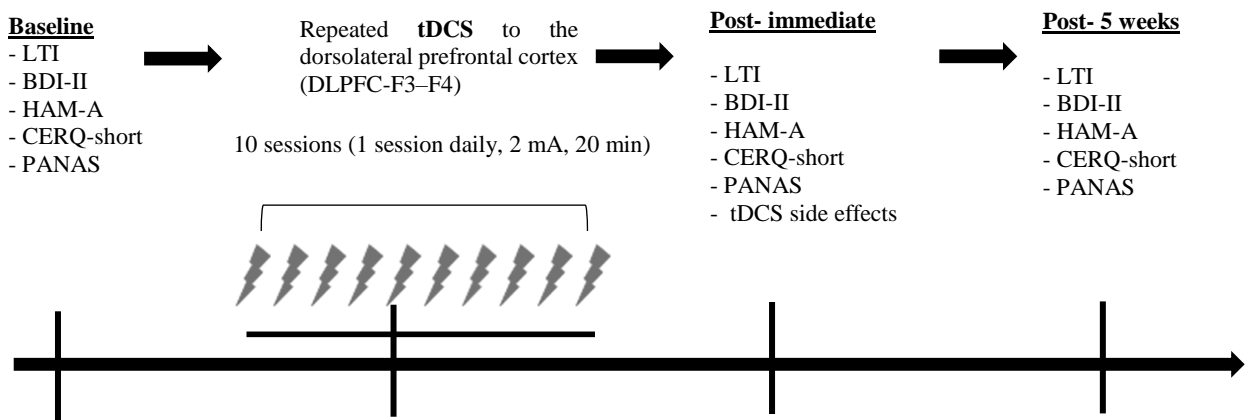 Baseline
- LTI
- BDI-II
- HAM-A
- CERQ-short
- PANAS
Repeated tDCS to the
dorsolateral prefrontal cortex
(DLPFC-F3–F4)
10 sessions (1 session daily, 2 mA, 20 min)
Post- immediate
- LTI
- BDI-II
- HAM-A
- CERQ-short
- PANAS
- tDCS side effects
Post- 5 weeks
- LTI
- BDI-II
- HAM-A
- CERQ-short
- PANAS